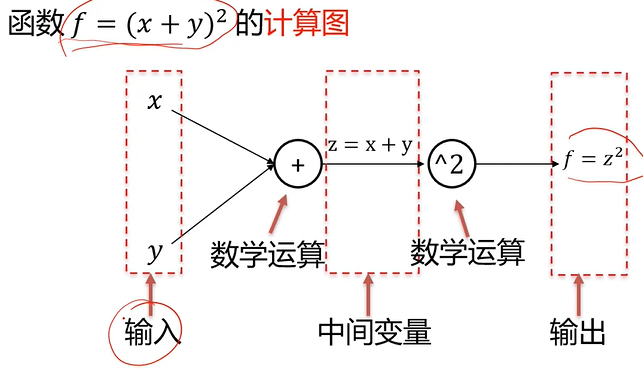 函数 f = (x + y)² 的计算图
x
z = x + y
+
^2
f = z²
y
数学运算
数学运算
输入
中间变量
输出